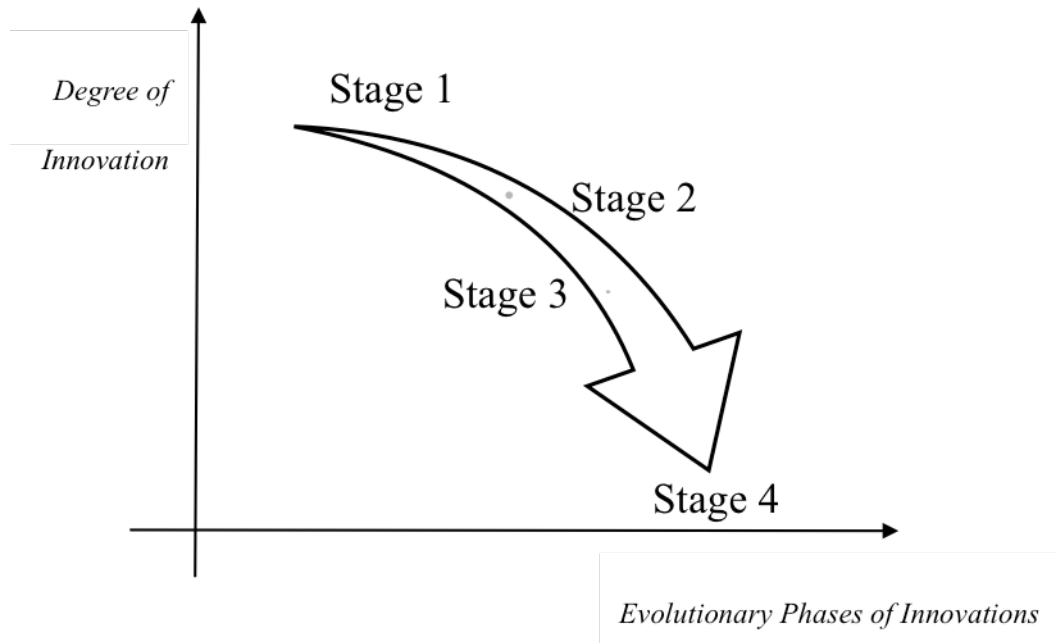 Stage 1
Degree of
Innovation
Stage 2
Stage 3
Stage 4
Evolutionary Phases of Innovations